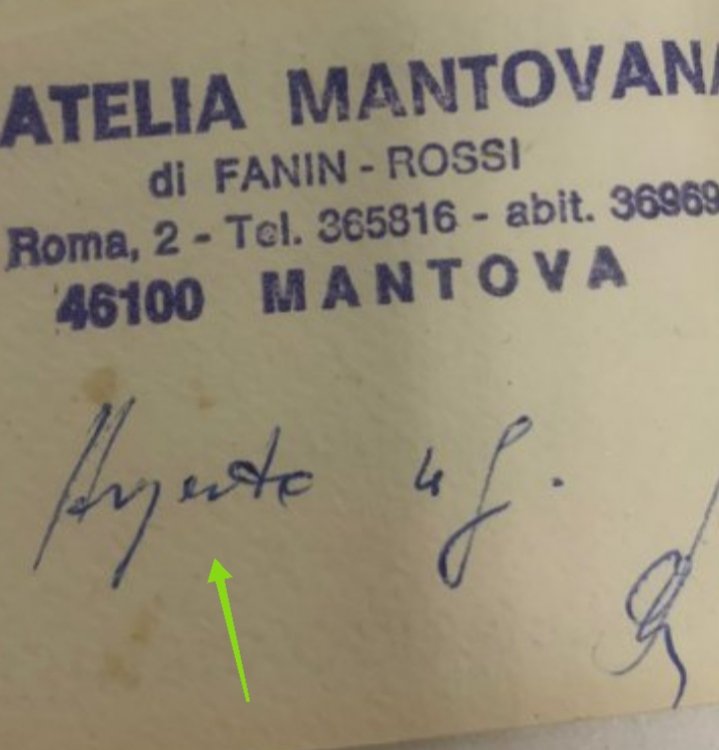 ATELIA MANTOVANA
di FANIN - ROSSI
Roma, 2 - Tel. 365816 - abit. 36969
46100 MANTOVA
Argento 4 g.